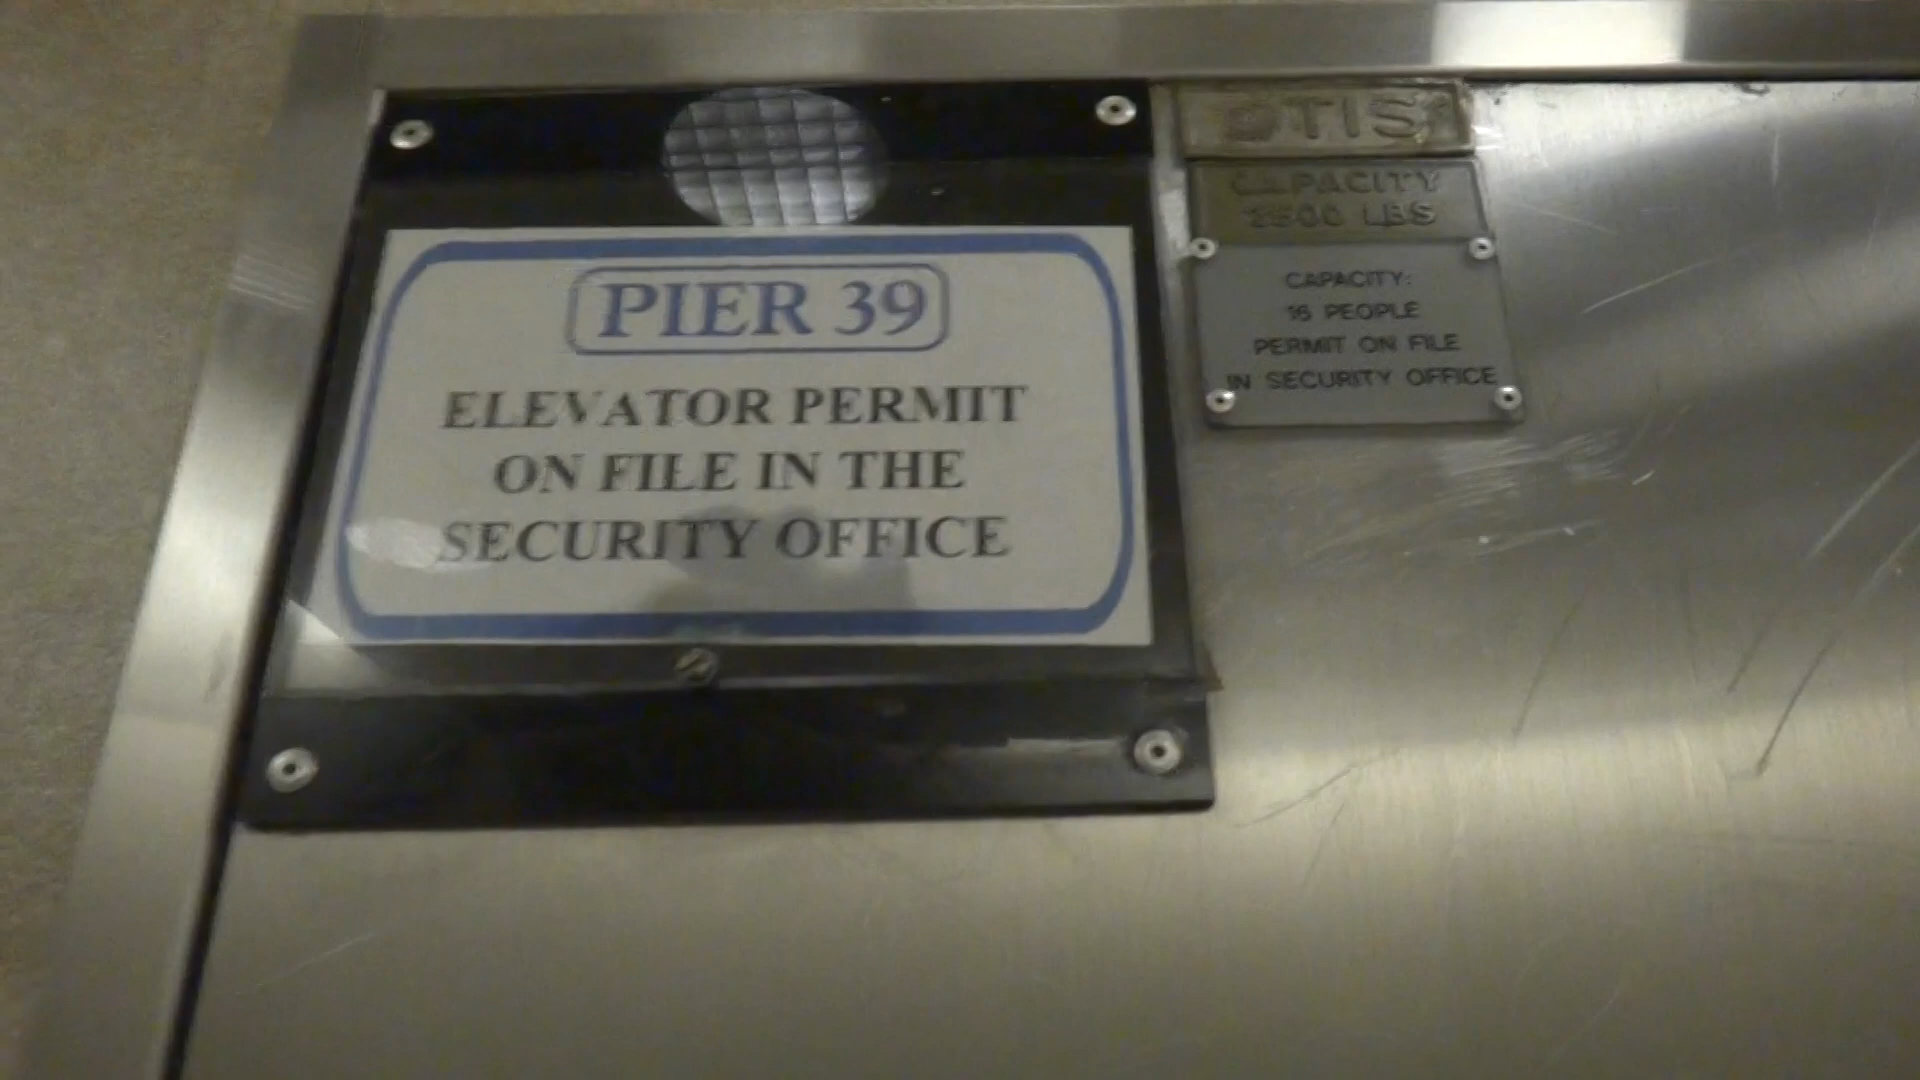 PIER 39
ELEVATOR PERMIT
ON FILE IN THE
SECURITY OFFICE
OTIS
CAPACITY
LBS
CAPACITY:
16 PEOPLE
PERMIT ON FILE
IN SECURITY OFFICE